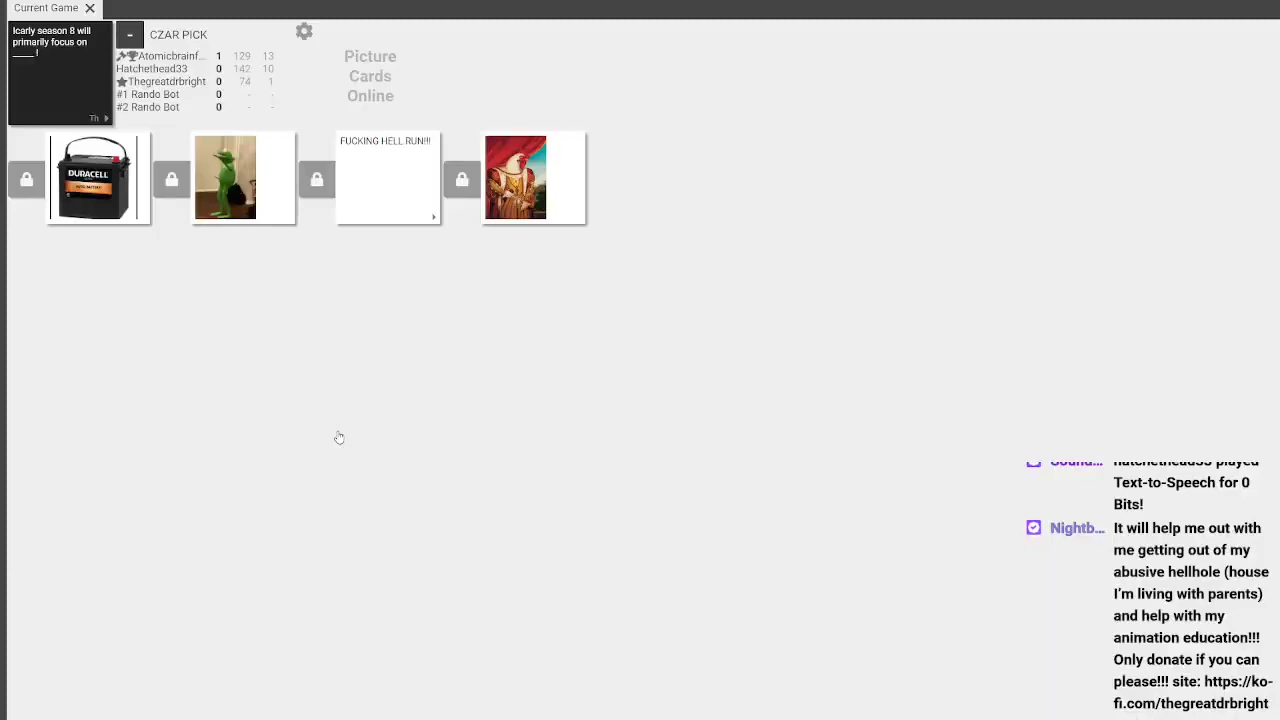 Current Game
Icarly season 8 will
primarily focus on
____ !
Th
-
CZAR PICK
Atomicbrainf... 1 129 13
Hatchethead33 0 142 10
Thegreatdrbright 0 74 1
#1 Rando Bot 0 - -
#2 Rando Bot 0 - -
Picture
Cards
Online
DURACELL
FUCKING HELL RUN!!!
hatchethead33 played
Text-to-Speech for 0
Bits!
Nightb... It will help me out with
me getting out of my
abusive hellhole (house
I'm living with parents)
and help with my
animation education!!!
Only donate if you can
please!!! site: https://ko-
fi.com/thegreatdrbright